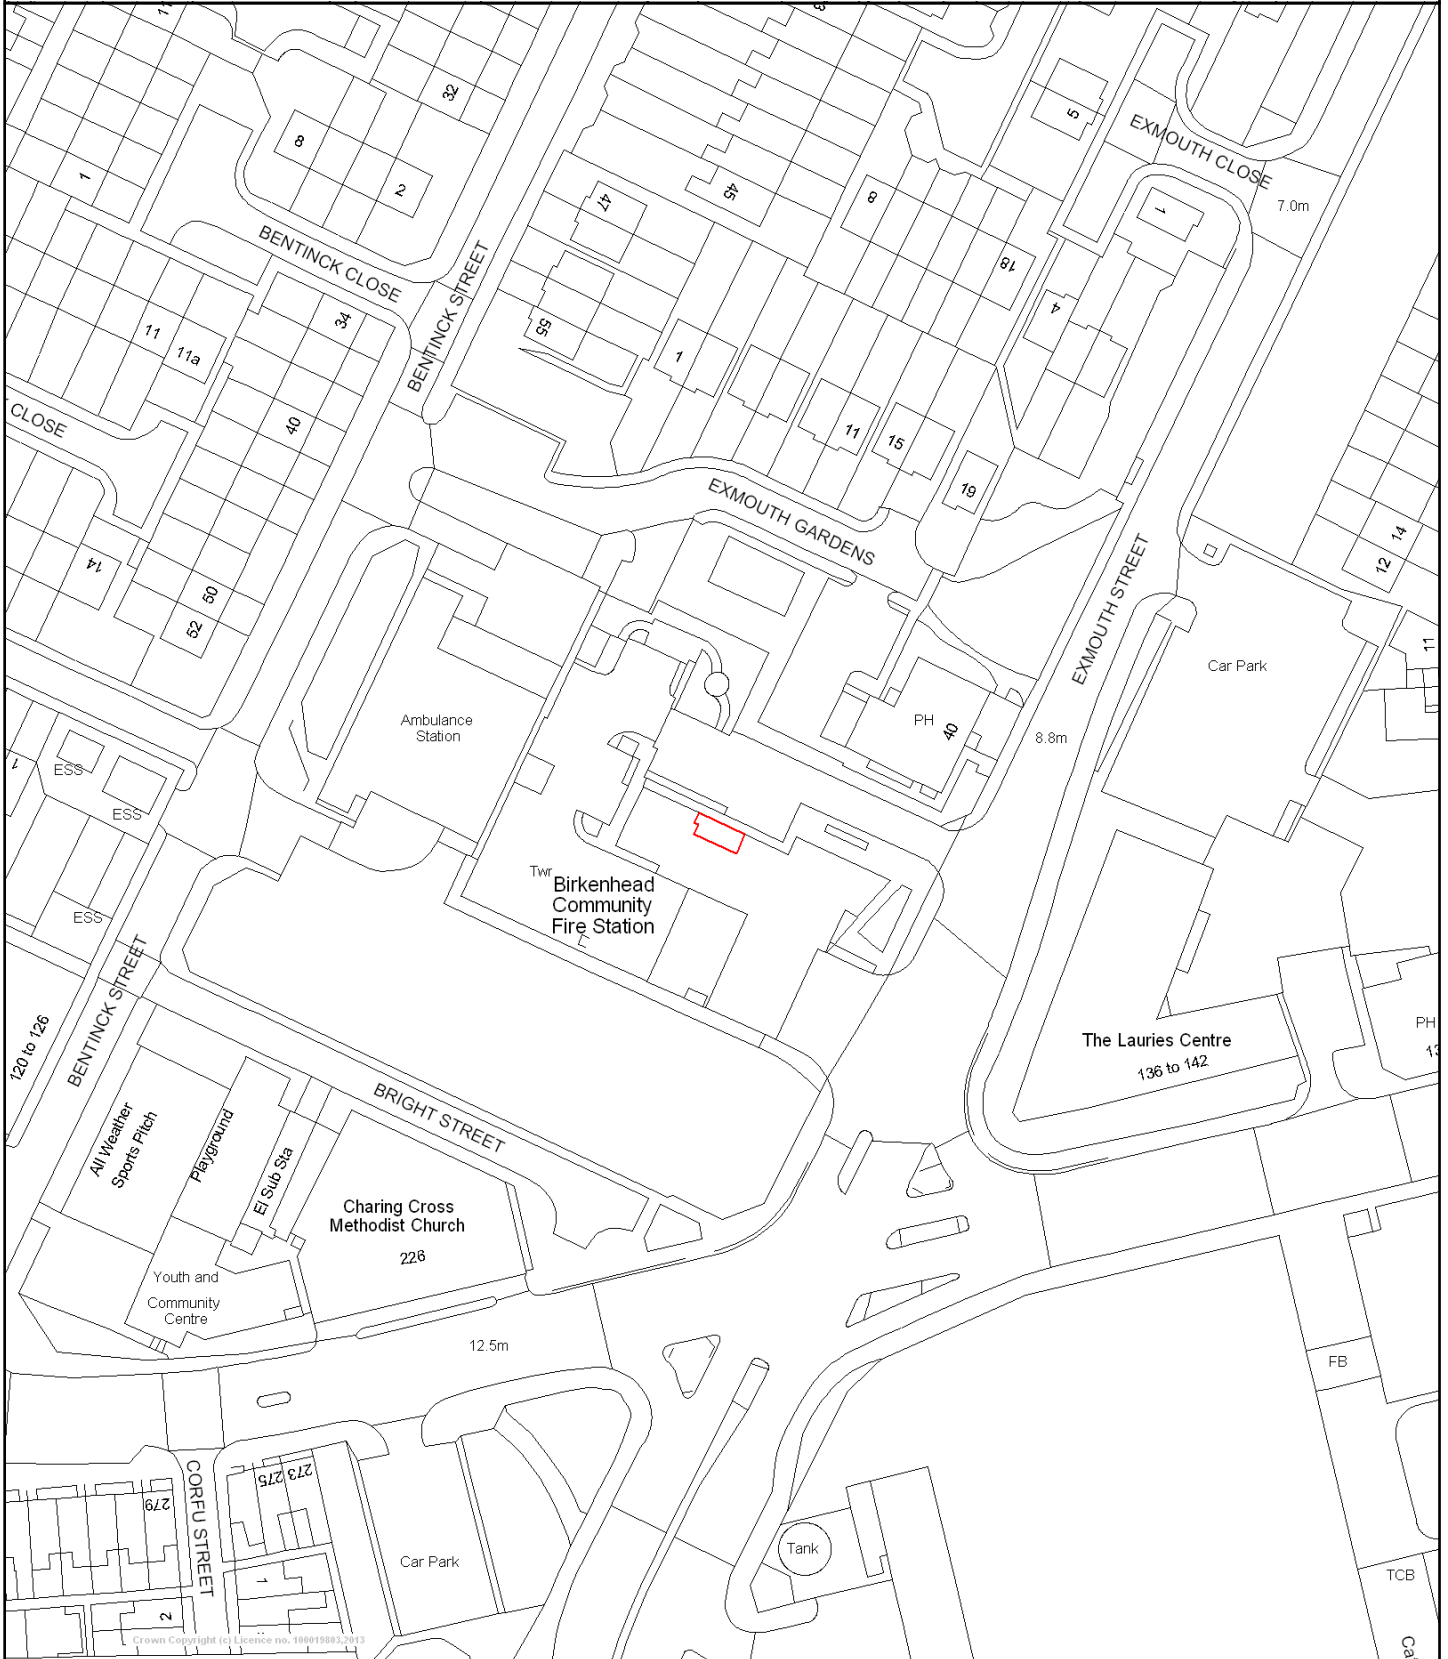 32
8
2
1
47
45
5
EXMOUTH CLOSE
1
7.0m
8
18
BENTINCK CLOSE
BENTINCK STREET
34
11
11a
55
1
4
40
CLOSE
11
15
19
EXMOUTH GARDENS
14
12
14
50
52
EXMOUTH STREET
11
Car Park
Ambulance
Station
PH
40
8.8m
1
ESS
ESS
ESS
Twr
Birkenhead
Community
Fire Station
BENTINCK STREET
120 to 126
The Lauries Centre
136 to 142
PH
BRIGHT STREET
All Weather
Sports Pitch
Playground
El Sub Sta
Charing Cross
Methodist Church
226
Youth and
Community
Centre
12.5m
FB
273
275
279
CORFU STREET
Car Park
Tank
TCB
1
2
Crown Copyright (c) Licence no. 100019803,2013